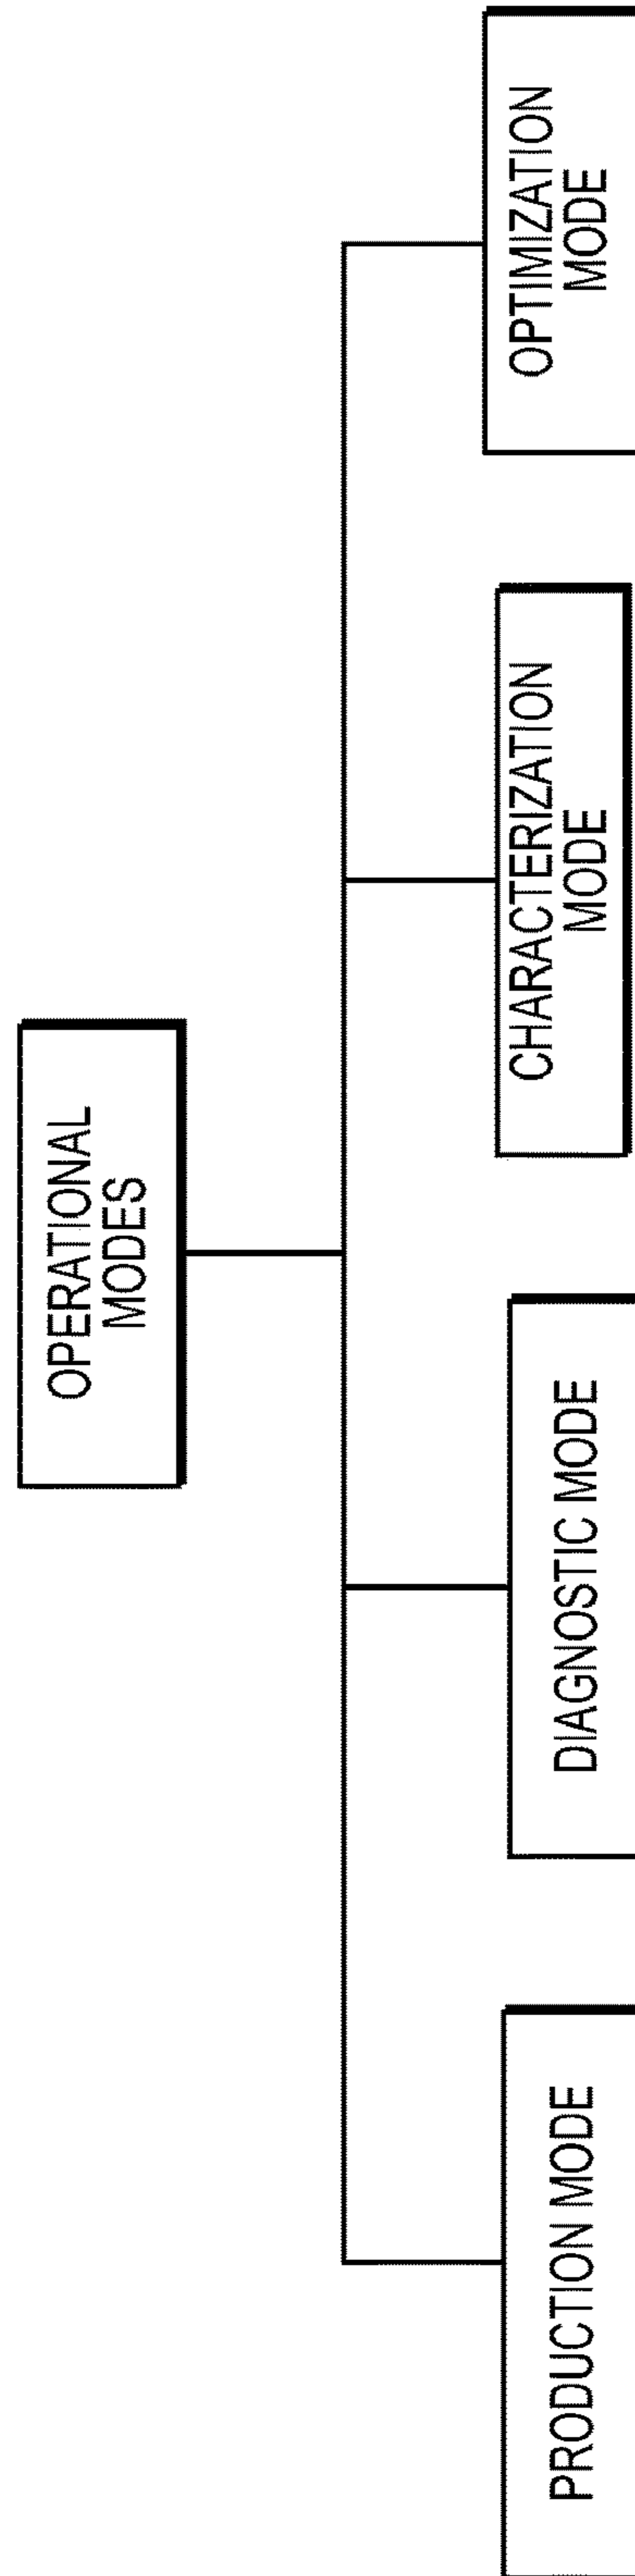 OPERATIONAL
MODES
PRODUCTION MODE
DIAGNOSTIC MODE
CHARACTERIZATION
MODE
OPTIMIZATION
MODE